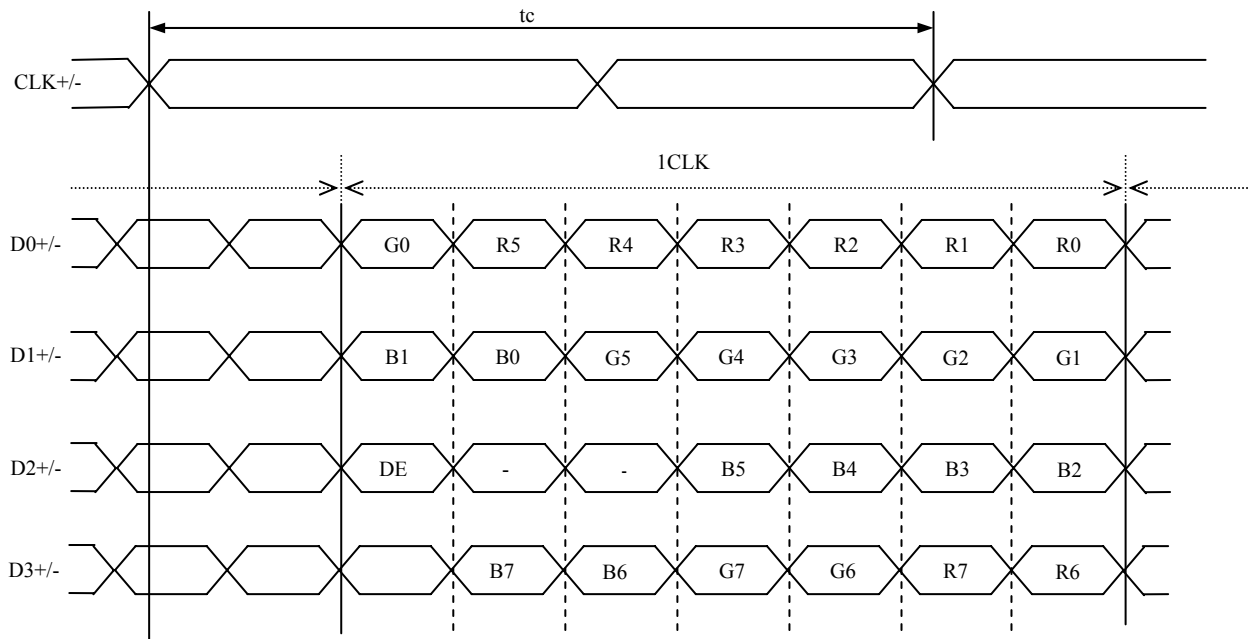 tc
CLK+/-
1CLK
D0+/- G0 R5 R4 R3 R2 R1 R0
D1+/- B1 B0 G5 G4 G3 G2 G1
D2+/- DE - - B5 B4 B3 B2
D3+/- B7 B6 G7 G6 R7 R6